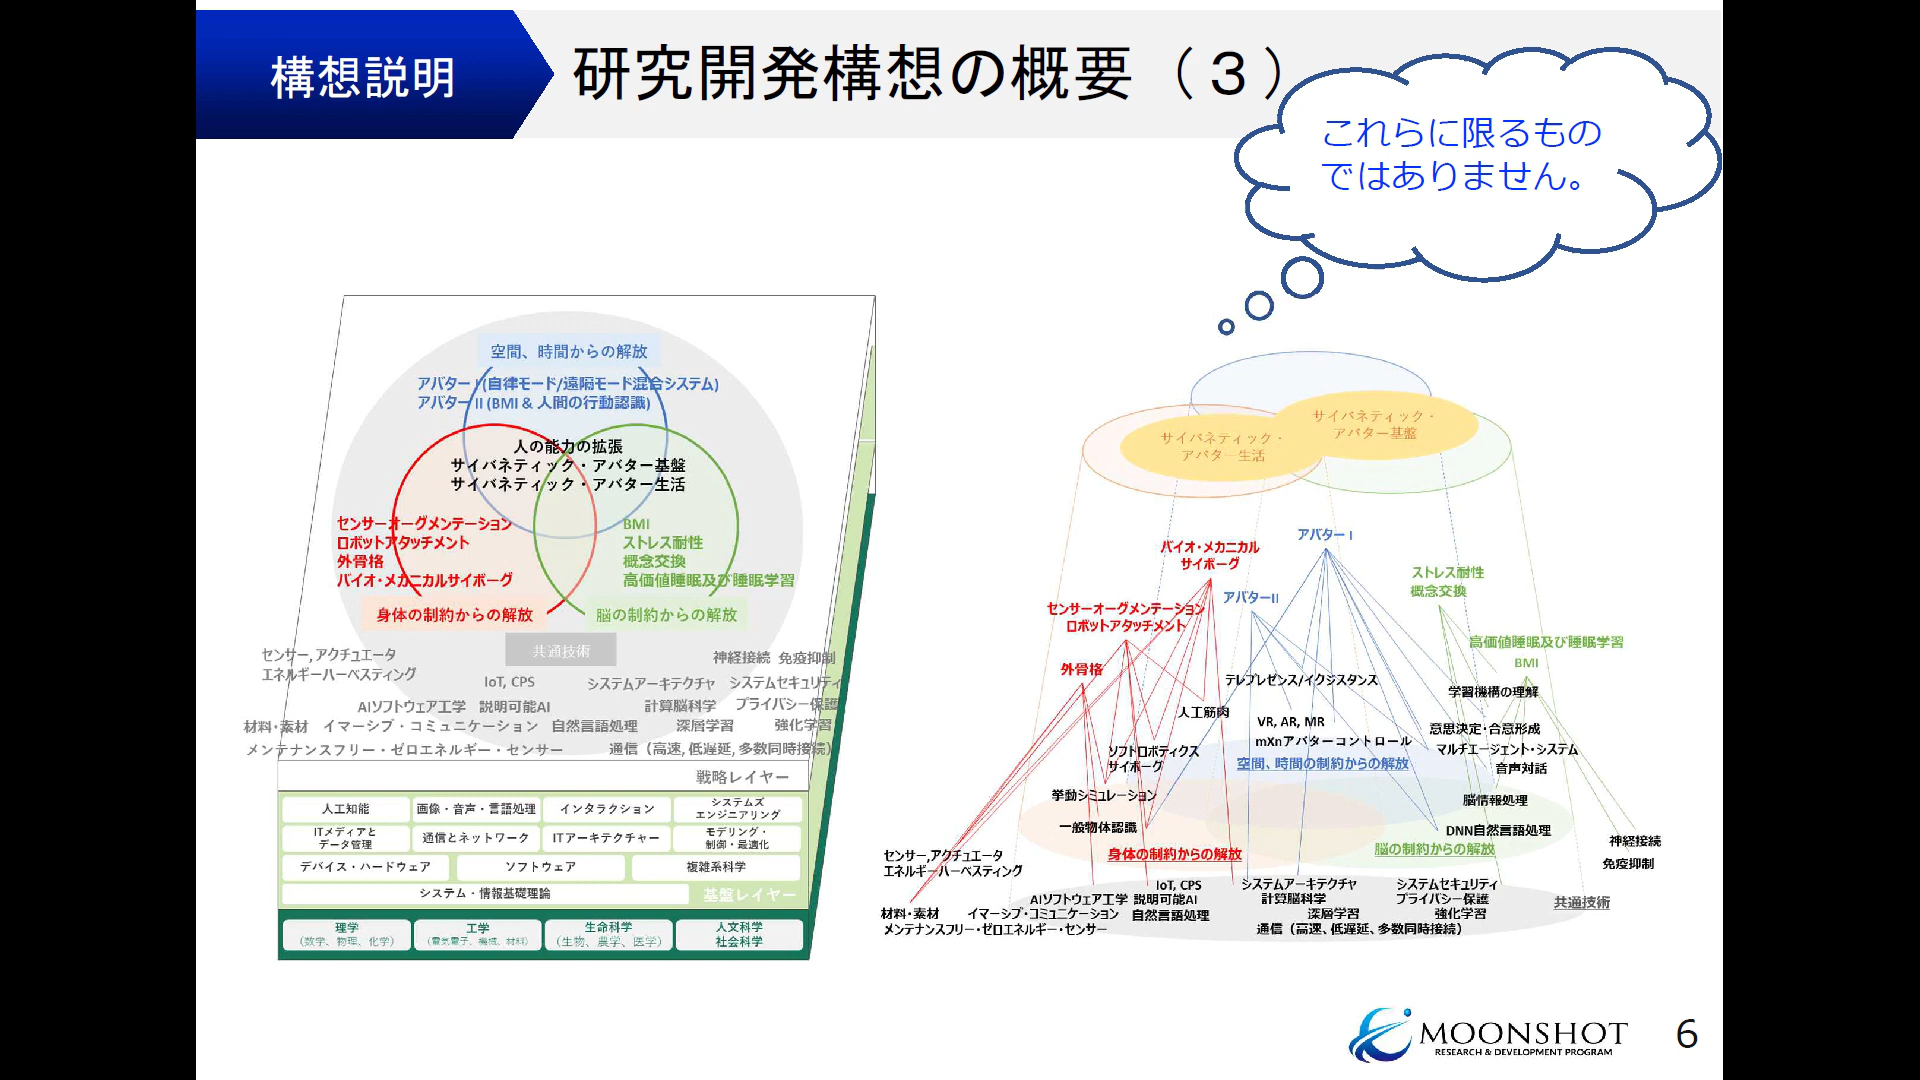 構想説明
研究開発構想の概要（３）
これらに限るもの
ではありません。
空間、時間からの解放
アバターⅠ(自律モード/遠隔モード混合システム)
アバターⅡ(BMI & 人間の行動認識)
人の能力の拡張
サイバネティック・アバター基盤
サイバネティック・アバター生活
センサーオーグメンテーション
ロボットアタッチメント
外骨格
バイオ・メカニカルサイボーグ
BMI
ストレス耐性
概念交換
高価値睡眠及び睡眠学習
身体の制約からの解放
脳の制約からの解放
共通技術
センサー,アクチュエータ
エネルギーハーベスティング
神経接続 免疫抑制
IoT, CPS
システムアーキテクチャ
システムセキュリティ
AIソフトウェア工学 説明可能AI
計算脳科学
プライバシー保護
材料・素材 イマーシブ・コミュニケーション 自然言語処理
深層学習
強化学習
メンテナンスフリー・ゼロエネルギー・センサー
通信（高速, 低遅延, 多数同時接続）
戦略レイヤー
人工知能
画像・音声・言語処理
インタラクション
システムズ
エンジニアリング
ITメディアと
データ管理
通信とネットワーク
ITアーキテクチャー
モデリング・
制御・最適化
デバイス・ハードウェア
ソフトウェア
複雑系科学
システム・情報基礎理論
基盤レイヤー
理学
（数学、物理、化学）
工学
（電気電子、機械、材料）
生命科学
（生物、農学、医学）
人文科学
社会科学
サイバネティック・
アバター生活
サイバネティック・
アバター基盤
バイオ・メカニカル
サイボーグ
アバターⅠ
アバターⅡ
ストレス耐性
概念交換
センサーオーグメンテーション
ロボットアタッチメント
高価値睡眠及び睡眠学習
BMI
外骨格
テレプレゼンス/イグジスタンス
学習機構の理解
人工筋肉
VR, AR, MR
mXnアバターコントロール
空間、時間の制約からの解放
意思決定・合意形成
マルチエージェント・システム
音声対話
ソフトロボティクス
サイボーグ
挙動シミュレーション
一般物体認識
身体の制約からの解放
脳情報処理
DNN自然言語処理
脳の制約からの解放
神経接続
免疫抑制
センサー,アクチュエータ
エネルギーハーベスティング
IoT, CPS
システムアーキテクチャ
システムセキュリティ
AIソフトウェア工学 説明可能AI
計算脳科学
プライバシー保護
共通技術
材料・素材
イマーシブ・コミュニケーション 自然言語処理
深層学習
強化学習
メンテナンスフリー・ゼロエネルギー・センサー
通信（高速、低遅延、多数同時接続）
MOONSHOT
RESEARCH & DEVELOPMENT PROGRAM
6